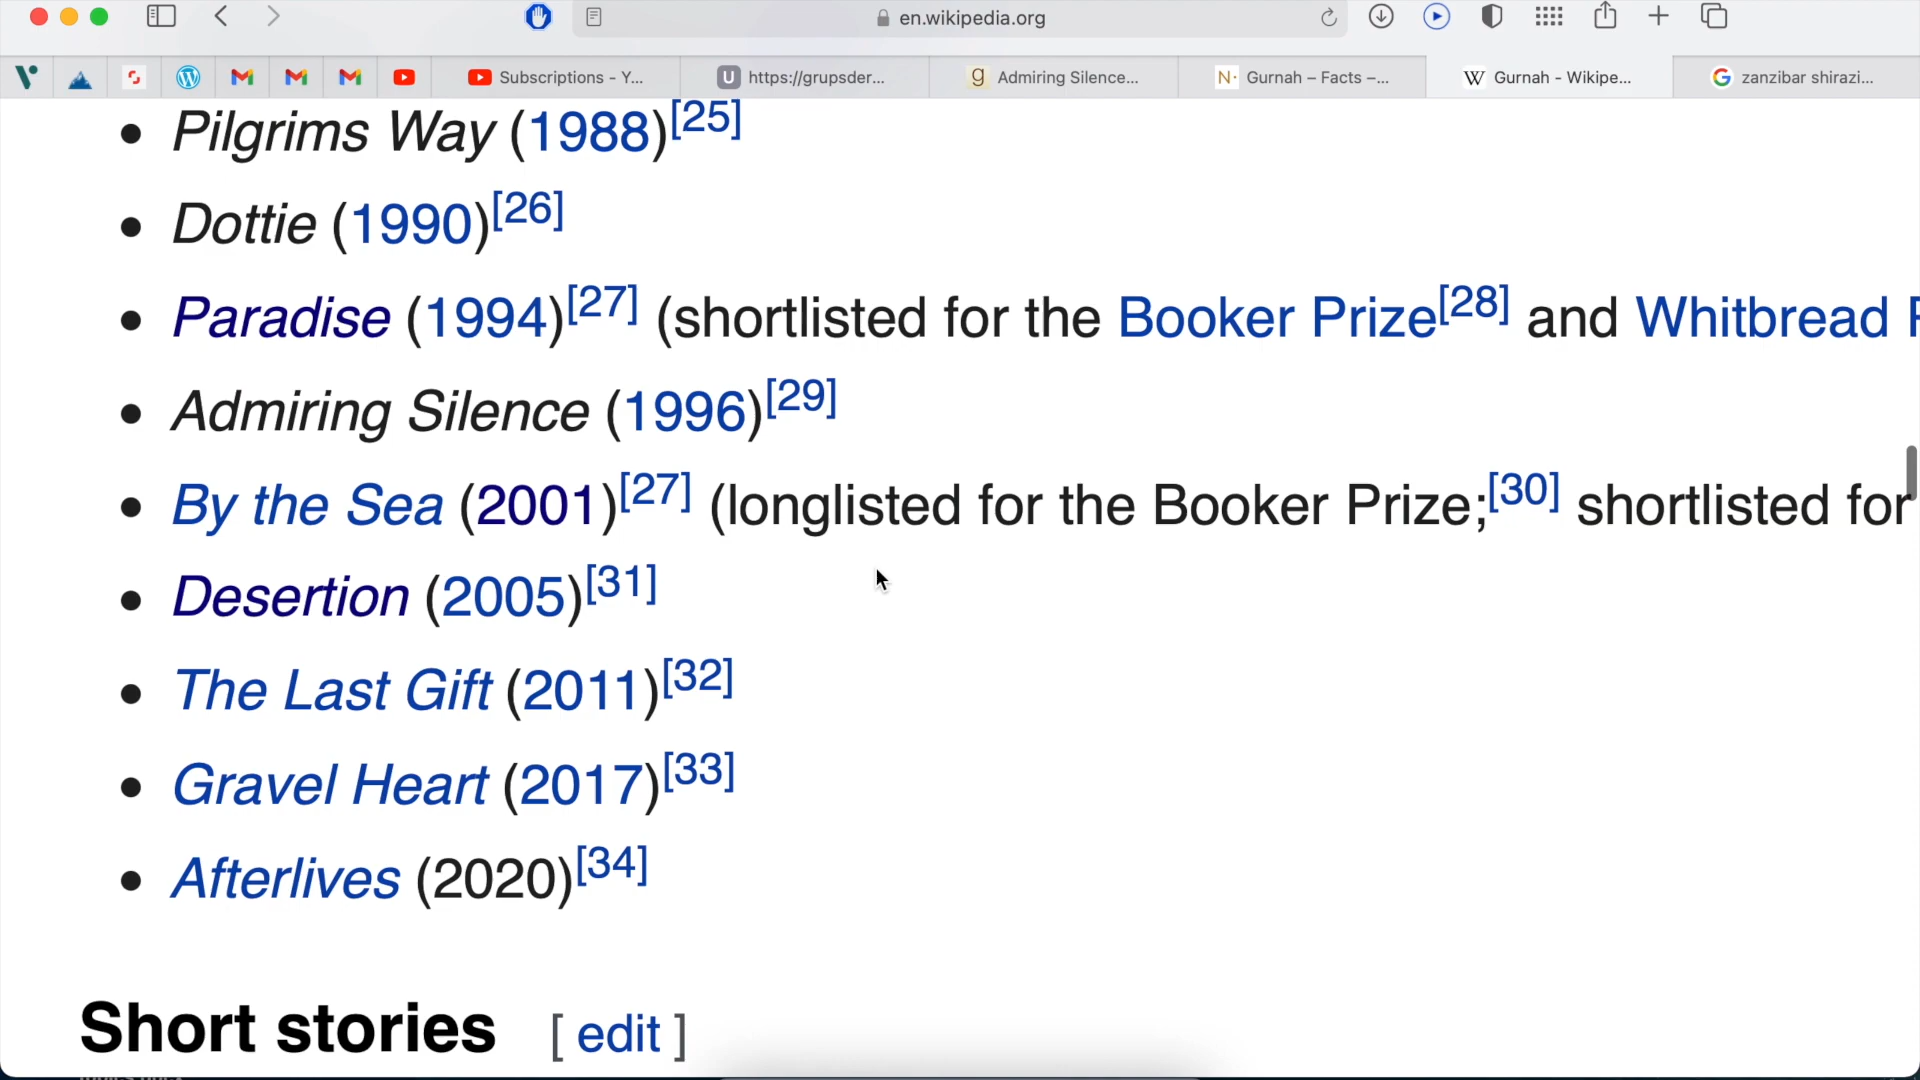 en.wikipedia.org
Subscriptions - Y...
https://grupsder...
Admiring Silence...
Gurnah – Facts –...
Gurnah - Wikipe...
zanzibar shirazi...
Pilgrims Way (1988)[25]
Dottie (1990)[26]
Paradise (1994)[27] (shortlisted for the Booker Prize[28] and Whitbread
Admiring Silence (1996)[29]
By the Sea (2001)[27] (longlisted for the Booker Prize;[30] shortlisted for
Desertion (2005)[31]
The Last Gift (2011)[32]
Gravel Heart (2017)[33]
Afterlives (2020)[34]
Short stories [ edit ]